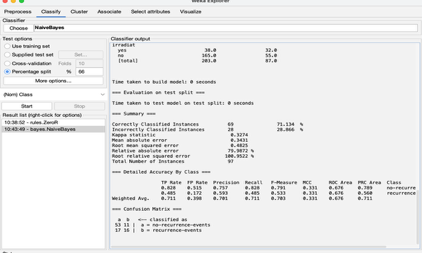 Weka Explorer
Preprocess Classify Cluster Associate Select attributes Visualize
Classifier
Choose NaiveBayes
Test options
Use training set
Supplied test set Set...
Cross-validation Folds 10
Percentage split % 66
More options...
(Nom) Class
Start Stop
Result list (right-click for options)
10:38:52 - rules.ZeroR
10:43:49 - bayes.NaiveBayes
Classifier output
irradiat
yes 38.0 32.0
no 165.0 55.0
[total] 203.0 87.0
Time taken to build model: 0 seconds
=== Evaluation on test split ===
Time taken to test model on test split: 0 seconds
=== Summary ===
Correctly Classified Instances 69 71.134 %
Incorrectly Classified Instances 28 28.866 %
Kappa statistic 0.3274
Mean absolute error 0.3431
Root mean squared error 0.4825
Relative absolute error %
Root relative squared error 100.9522 %
Total Number of Instances 97
=== Detailed Accuracy By Class ===
TP Rate FP Rate Precision Recall F-Measure MCC ROC Area PRC Area Class
0.828 0.515 0.757 0.828 0.791 0.331 0.676 0.789 no-recurre
0.485 0.172 0.593 0.485 0.533 0.331 0.676 0.560 recurrence
Weighted Avg. 0.711 0.398 0.701 0.711 0.703 0.331 0.676 0.711
=== Confusion Matrix ===
a b <-- classified as
53 11 | a = no-recurrence-events
17 16 | b = recurrence-events